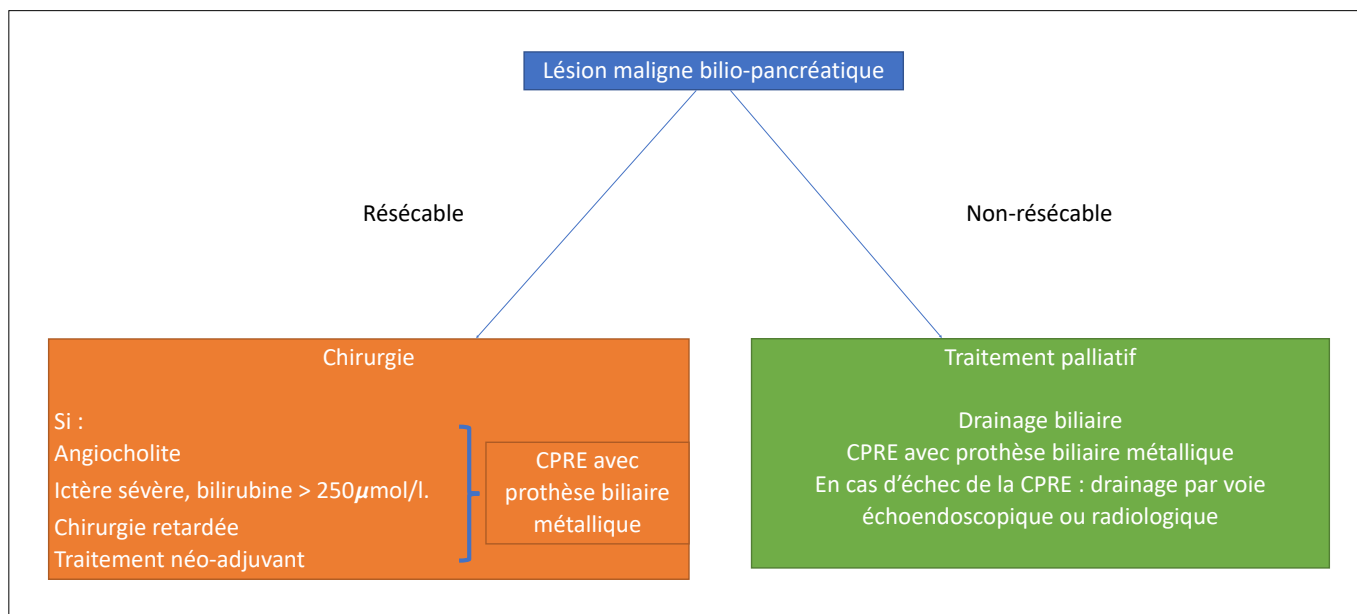 Lésion maligne bilio-pancréatique
Résécable
Non-résécable
Chirurgie
Si :
Angiocholite
Ictère sévère, bilirubine > 250µmol/l.
Chirurgie retardée
Traitement néo-adjuvant
CPRE avec
prothèse biliaire
métallique
Traitement palliatif
Drainage biliaire
CPRE avec prothèse biliaire métallique
En cas d’échec de la CPRE : drainage par voie
échoendoscopique ou radiologique